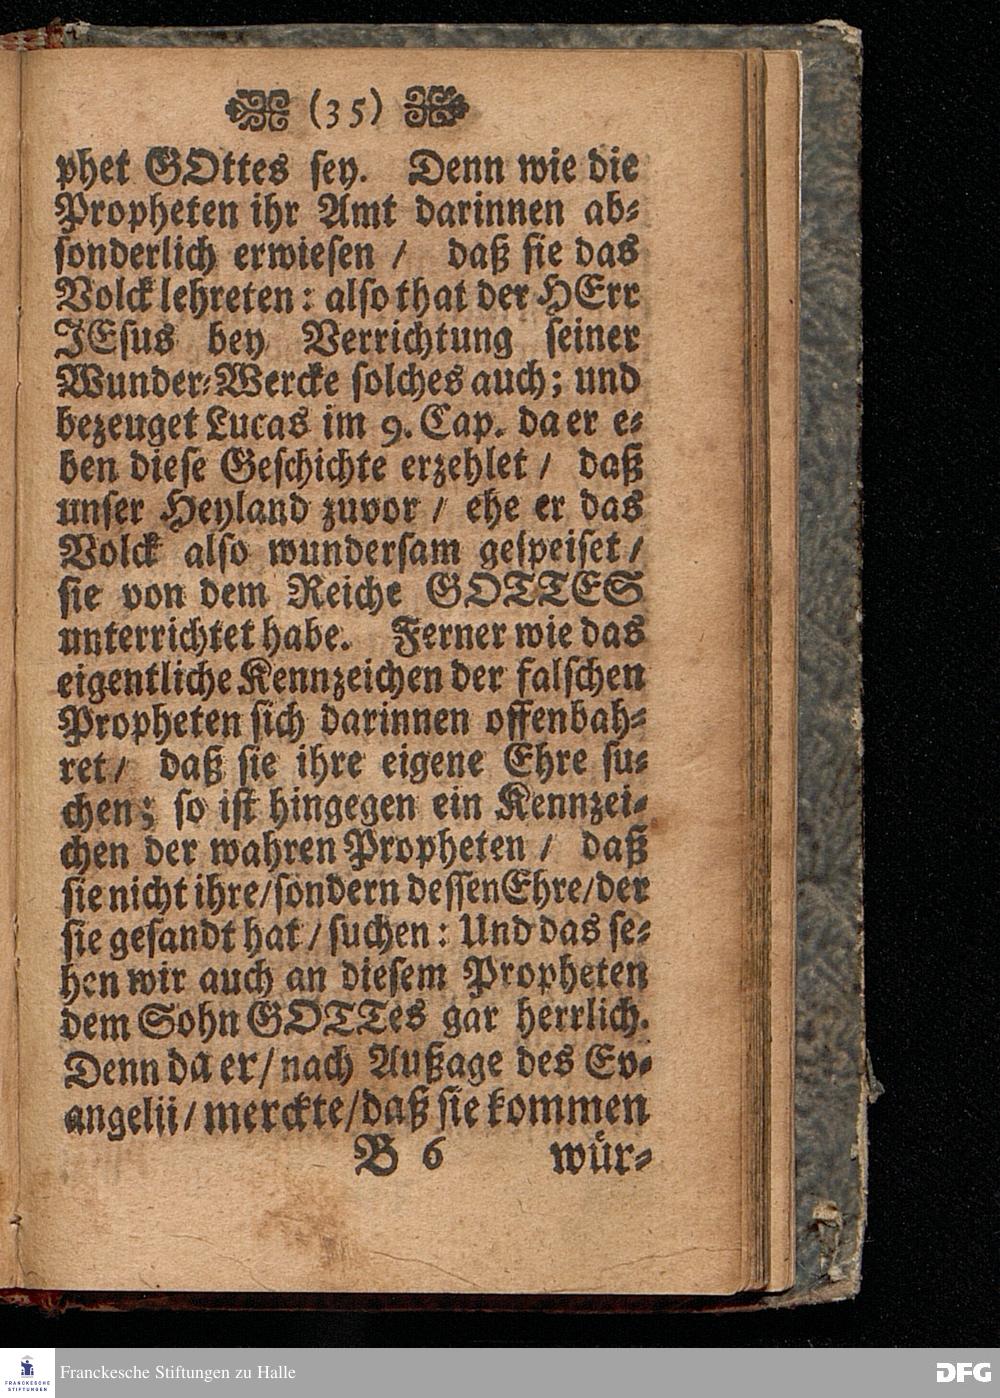 (35)
phet GOttes sey. Denn wie die
Propheten ihr Amt darinnen ab-
sonderlich erwiesen / daß sie das
Volck lehreten: also that der HErr
JEsus bey Verrichtung seiner
Wunder-Wercke solches auch; und
bezeuget Lucas im 9. Cap. da er e-
ben diese Geschichte erzehlet / daß
unser Heyland zuvor / ehe er das
Volck also wundersam gespeiset /
sie von dem Reiche GOTTES
unterrichtet habe. Ferner wie das
eigentliche Kennzeichen der falschen
Propheten sich darinnen offenbah-
ret / daß sie ihre eigene Ehre su-
chen; so ist hingegen ein Kennzei-
chen der wahren Propheten / daß
sie nicht ihre / sondern dessen Ehre / der
sie gesandt hat / suchen: Und das se-
hen wir auch an diesem Propheten
dem Sohn GOTTes gar herrlich.
Denn da er / nach Außage des Ev-
angelii / merckte / daß sie kommen
B 6 wür-
FRANCKESCHE
STIFTUNGEN
Franckesche Stiftungen zu Halle
DFG